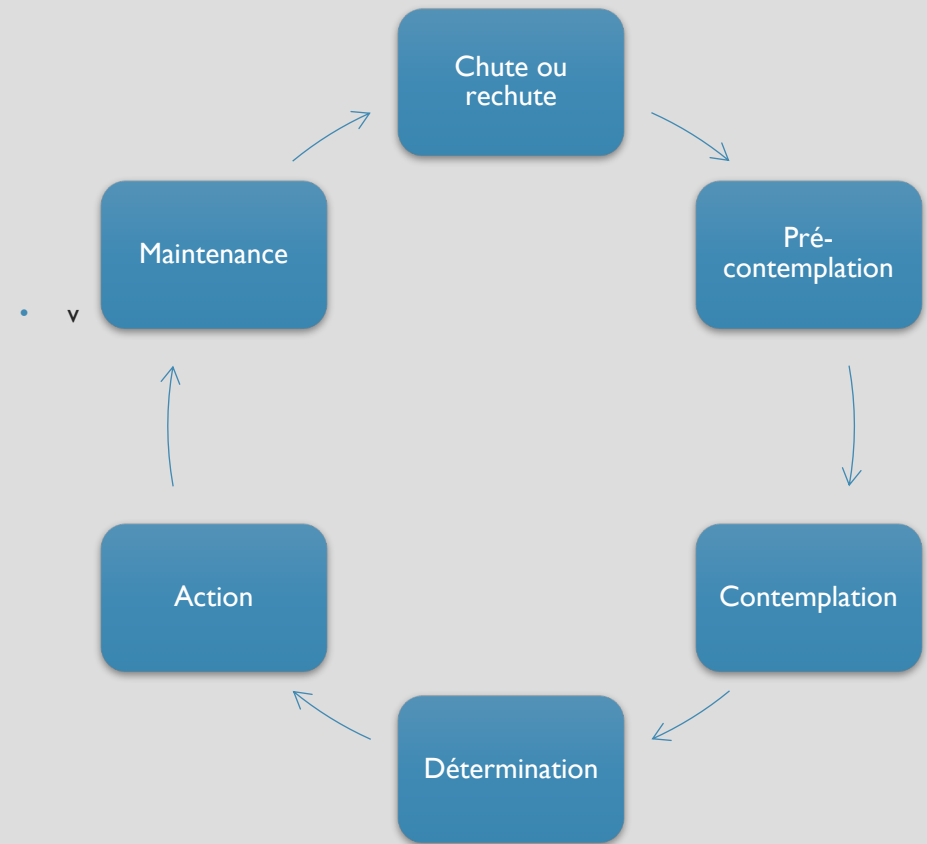 Chute ou
rechute
Maintenance
Pré-
contemplation
• v
Action
Contemplation
Détermination